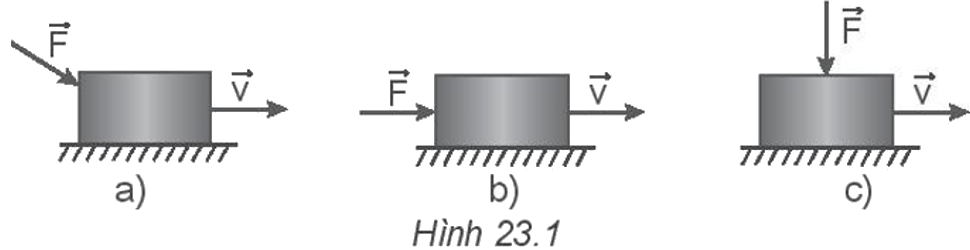 F⃗ v⃗ F⃗ v⃗ F⃗ v⃗
a) b) c)
Hình 23.1